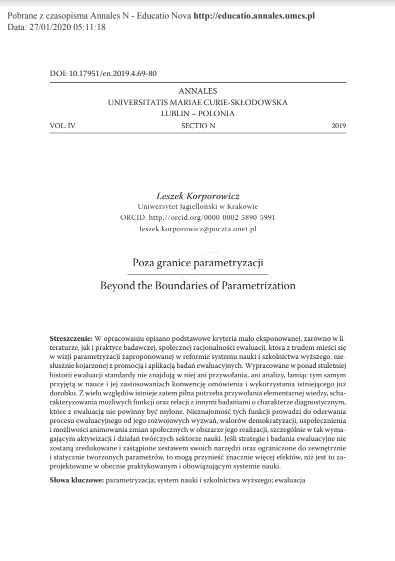 Pobrane z czasopisma Annales N - Educatio Nova http://educatio.annales.umcs.pl
Data: 27/01/2020 05:11:18
DOI: 10.17951/en.2019.4.69-80
ANNALES
UNIVERSITATIS MARIAE CURIE-SKŁODOWSKA
LUBLIN – POLONIA
VOL. IV SECTIO N 2019
Leszek Korporowicz
Uniwersytet Jagielloński w Krakowie
ORCID: http://orcid.org/0000-0002-5890-5991
leszek.korporowicz@poczta.onet.pl
Poza granice parametryzacji
Beyond the Boundaries of Parametrization
Streszczenie: W opracowaniu opisano podstawowe kryteria mało eksponowanej, zarówno w li-
teraturze, jak i praktyce badawczej, społecznej racjonalności ewaluacji, która z trudem mieści się
w wizji parametryzacji zaproponowanej w reformie systemu nauki i szkolnictwa wyższego, nie-
słusznie kojarzonej z promocją i aplikacją badań ewaluacyjnych. Wypracowane w ponad stuletniej
historii ewaluacji standardy nie znajdują w niej ani przywołania, ani analizy, łamiąc tym samym
przyjętą w nauce i jej zastosowaniach konwencję omówienia i wykorzystania istniejącego już
dorobku. Z wielu względów istnieje zatem pilna potrzeba przywołania elementarnej wiedzy, scha-
rakteryzowania możliwych funkcji oraz relacji z innymi badaniami o charakterze diagnostycznym,
które z ewaluacją nie powinny być mylone. Nieznajomość tych funkcji prowadzi do oderwania
procesu ewaluacyjnego od jego rozwojowych wyzwań, walorów demokratyzacji, uspołecznienia
i możliwości animowania zmian społecznych w obszarze jego realizacji, szczególnie w tak wyma-
gającym aktywizacji i działań twórczych sektorze nauki. Jeśli strategie i badania ewaluacyjne nie
zostaną zredukowane i zastąpione zestawem swoich narzędzi oraz ograniczone do zewnętrznie
i statycznie tworzonych parametrów, to mogą przynieść znacznie więcej efektów, niż jest to za-
projektowane w obecnie praktykowanym i obowiązującym systemie nauki.
Słowa kluczowe: parametryzacja; system nauki i szkolnictwa wyższego; ewaluacja